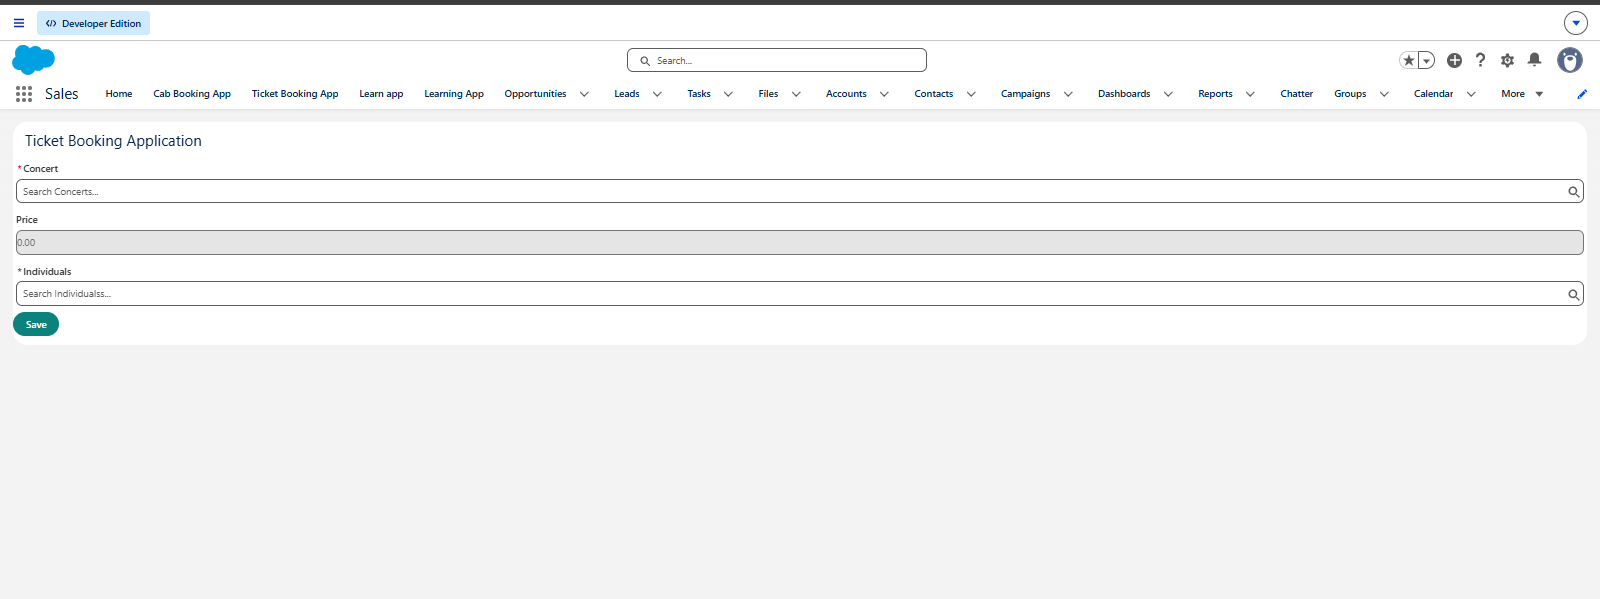 Developer Edition
Search...
Sales Home Cab Booking App Ticket Booking App Learn app Learning App Opportunities Leads Tasks Files Accounts Contacts Campaigns Dashboards Reports Chatter Groups Calendar More
Ticket Booking Application
*Concert
Search Concerts...
Price
0.00
*Individuals
Search Individualss...
Save